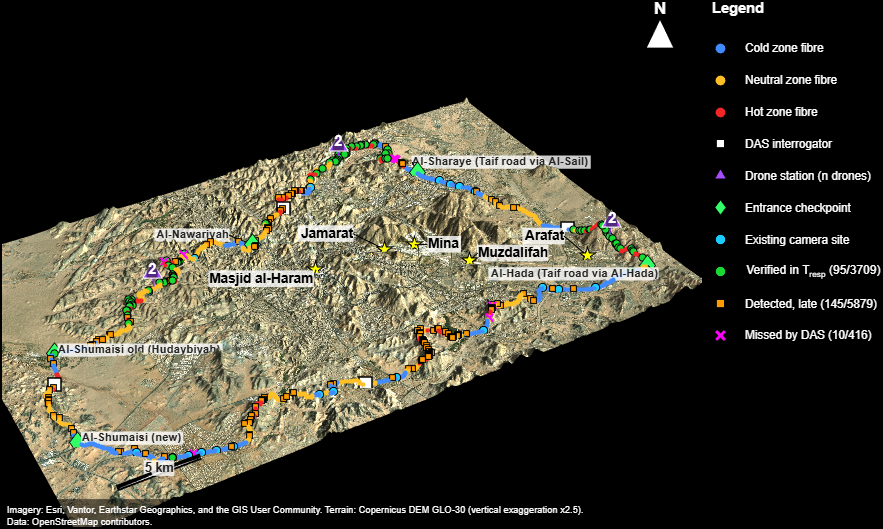 N
Legend
Cold zone fibre
Neutral zone fibre
Hot zone fibre
DAS interrogator
Drone station (n drones)
Entrance checkpoint
Existing camera site
Verified in Tresp (95/3709)
Detected, late (145/5879)
Missed by DAS (10/416)
2
Al-Sharaye (Taif road via Al-Sail)
2
Al-Nawariyah
Jamarat
Mina
Arafat
Muzdalifah
2
Masjid al-Haram
Al-Hada (Taif road via Al-Hada)
Al-Shumaisi old (Hudaybiyah)
Al-Shumaisi (new)
5 km
Imagery: Esri, Vantor, Earthstar Geographics, and the GIS User Community. Terrain: Copernicus DEM GLO-30 (vertical exaggeration x2.5).
Data: OpenStreetMap contributors.